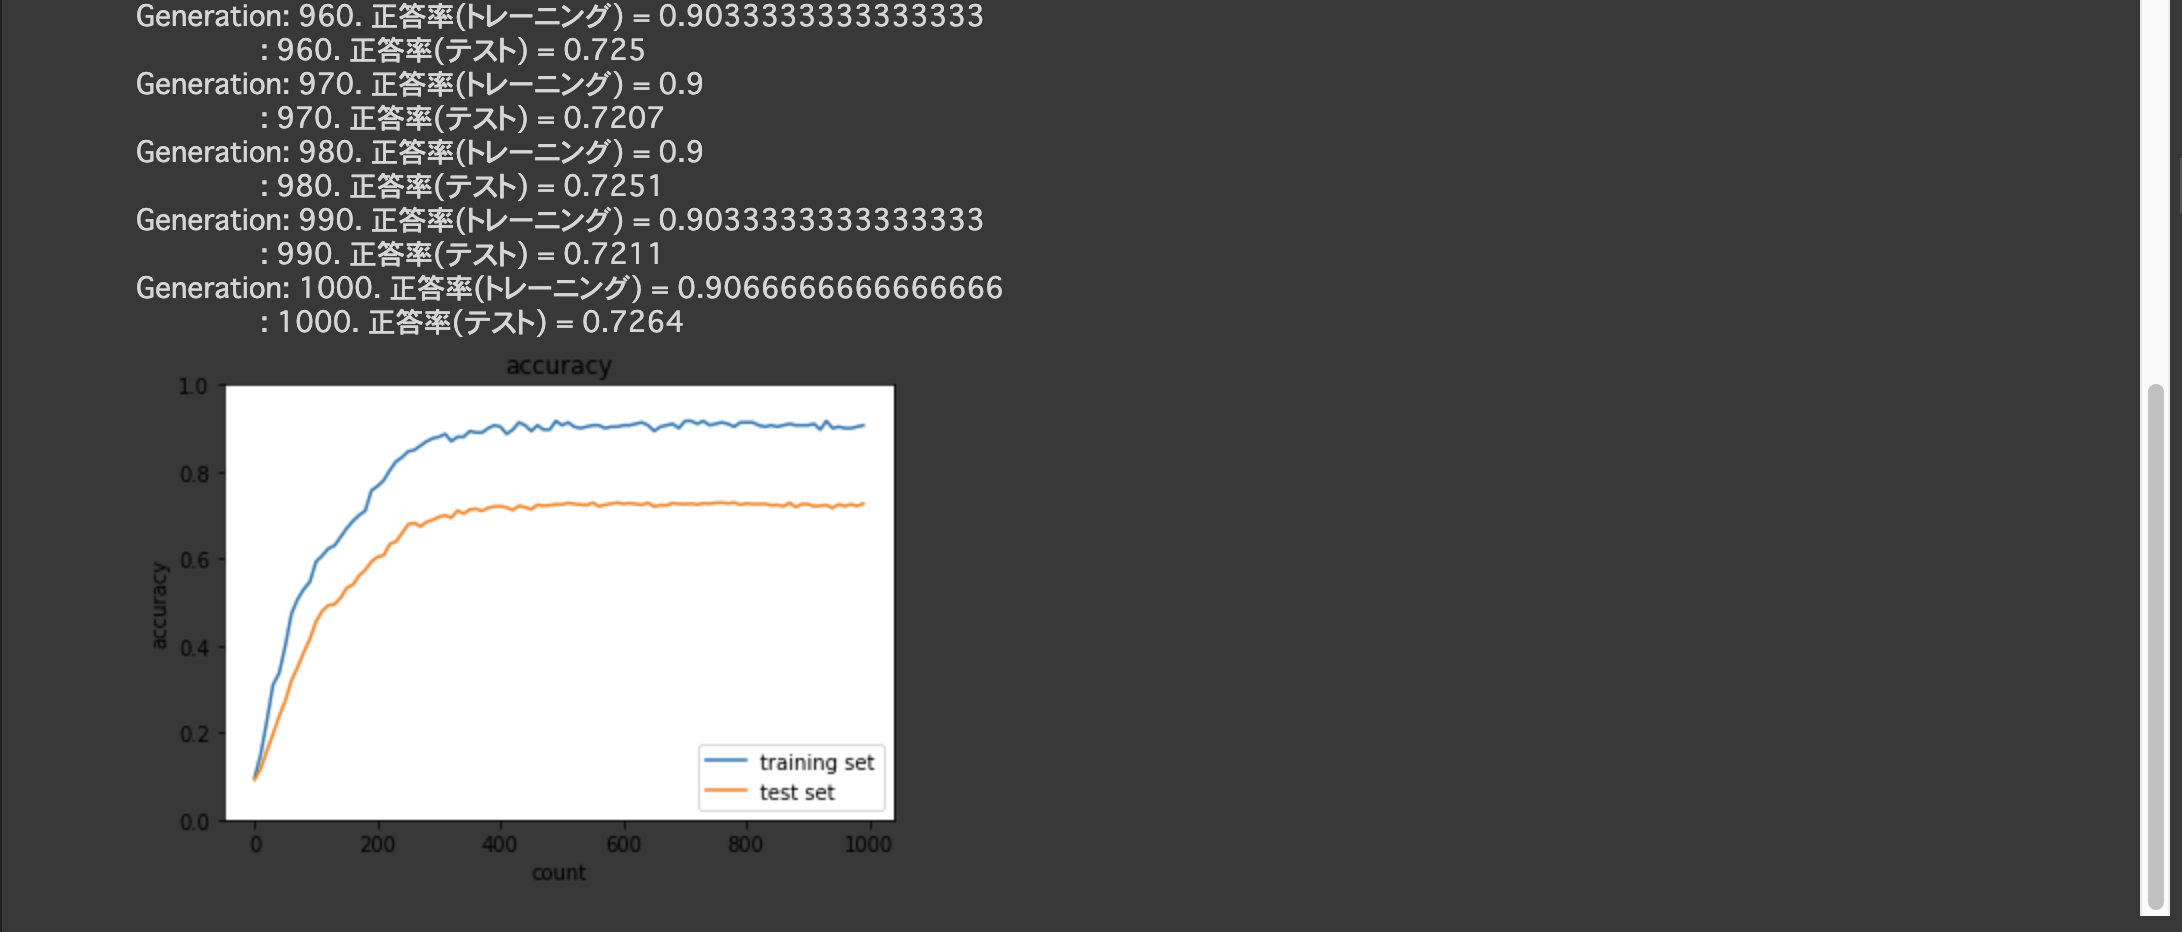 Generation: 960. 正答率(トレーニング) = 0.9033333333333333
: 960. 正答率(テスト) = 0.725
Generation: 970. 正答率(トレーニング) = 0.9
: 970. 正答率(テスト) = 0.7207
Generation: 980. 正答率(トレーニング) = 0.9
: 980. 正答率(テスト) = 0.7251
Generation: 990. 正答率(トレーニング) = 0.9033333333333333
: 990. 正答率(テスト) = 0.7211
Generation: 1000. 正答率(トレーニング) = 0.9066666666666666
: 1000. 正答率(テスト) = 0.7264
accuracy
1.0
0.8
0.6
0.4
0.2
0.0
accuracy
training set
test set
0 200 400 600 800 1000
count